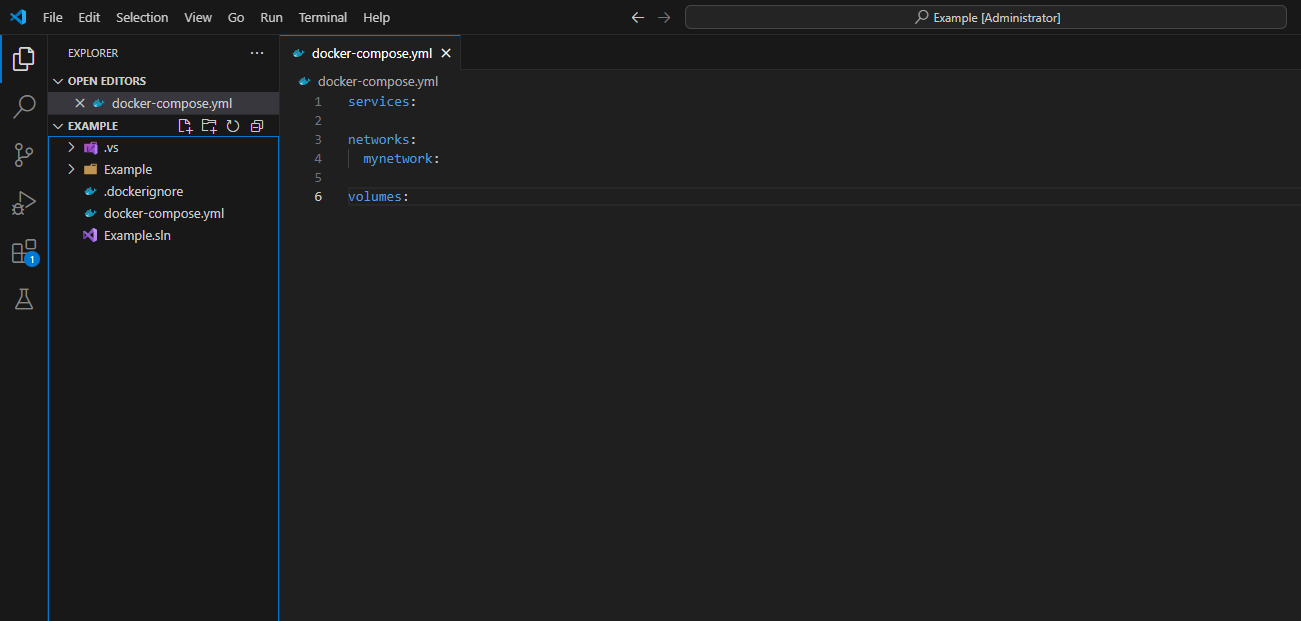 File Edit Selection View Go Run Terminal Help
Example [Administrator]
EXPLORER
OPEN EDITORS
docker-compose.yml
EXAMPLE
.vs
Example
.dockerignore
docker-compose.yml
Example.sln
1
docker-compose.yml
docker-compose.yml
1 services:
2
3 networks:
4 mynetwork:
5
6 volumes: